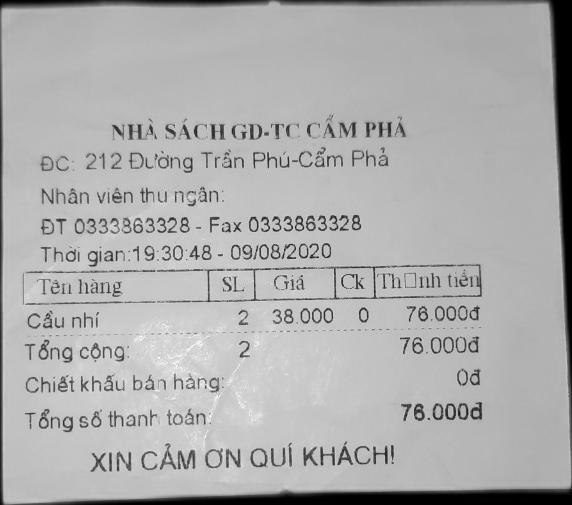 NHÀ SÁCH GD-TC CẨM PHẢ
ĐC: 212 Đường Trần Phú-Cẩm Phả
Nhân viên thu ngân:
ĐT 0333863328 - Fax 0333863328
Thời gian:19:30:48 - 09/08/2020
Tên hàng SL Giá Ck Th□nh tiền
Cầu nhí 2 38.000 0 76.000đ
Tổng cộng: 2 76.000đ
Chiết khấu bán hàng: 0đ
Tổng số thanh toán: 76.000đ
XIN CẢM ƠN QUÍ KHÁCH!